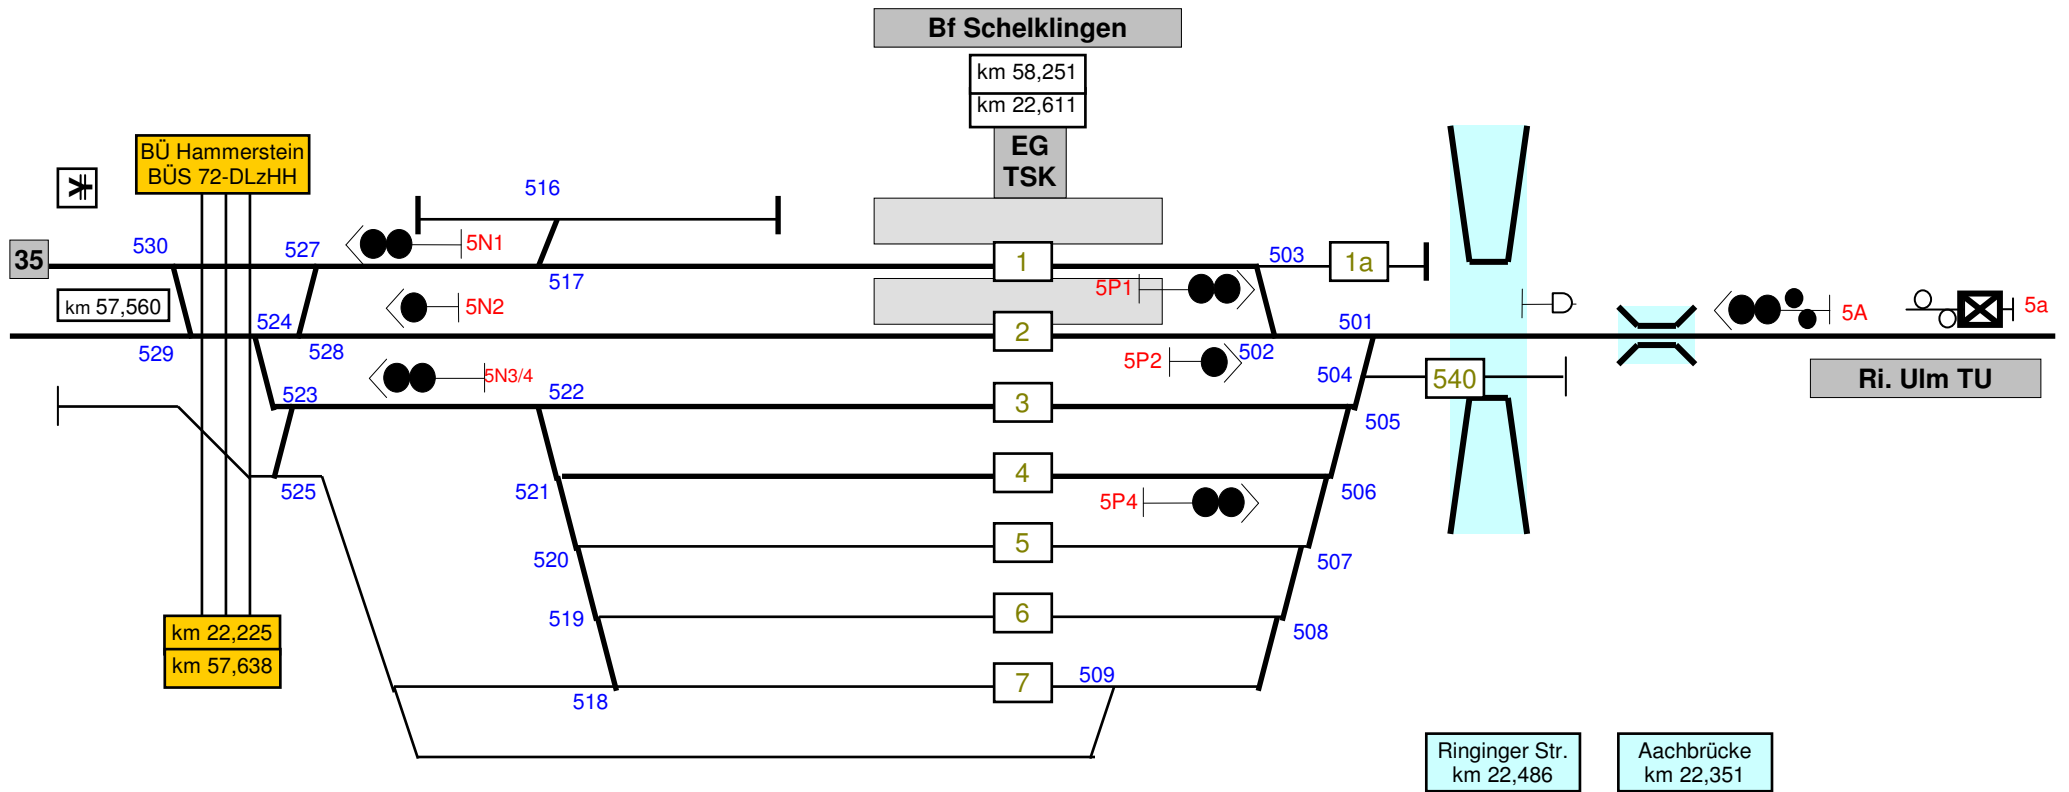 Bf Schelklingen
km 58,251
km 22,611
EG
TSK
BÜ Hammerstein
BÜS 72-DLzHH
516
530
527
5N1
35
517
1
503
1a
5P1
km 57,560
5N2
524
2
501
5A
5a
529
528
5P2
502
504
540
Ri. Ulm TU
5N3/4
523
522
3
505
525
521
4
506
5P4
520
5
507
519
6
508
km 22,225
km 57,638
518
7
509
Ringinger Str.
km 22,486
Aachbrücke
km 22,351